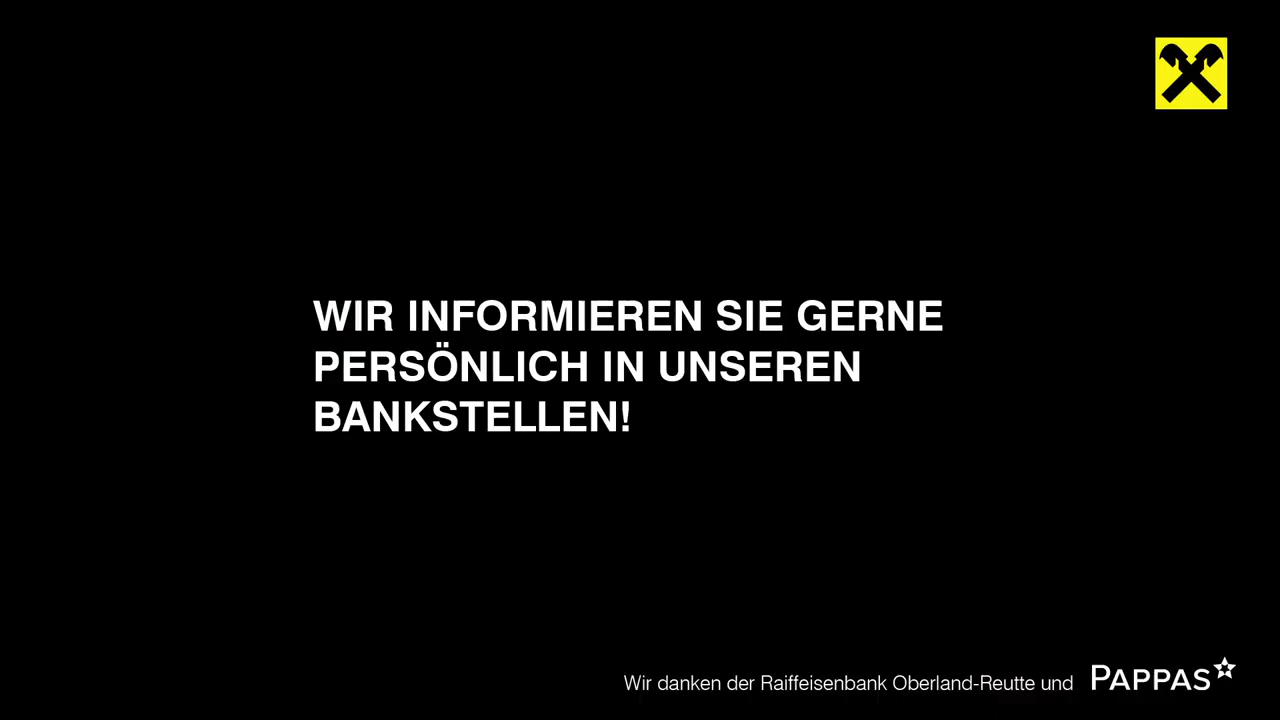 WIR INFORMIEREN SIE GERNE
PERSÖNLICH IN UNSEREN
BANKSTELLEN!
Wir danken der Raiffeisenbank Oberland-Reutte und PAPPAS